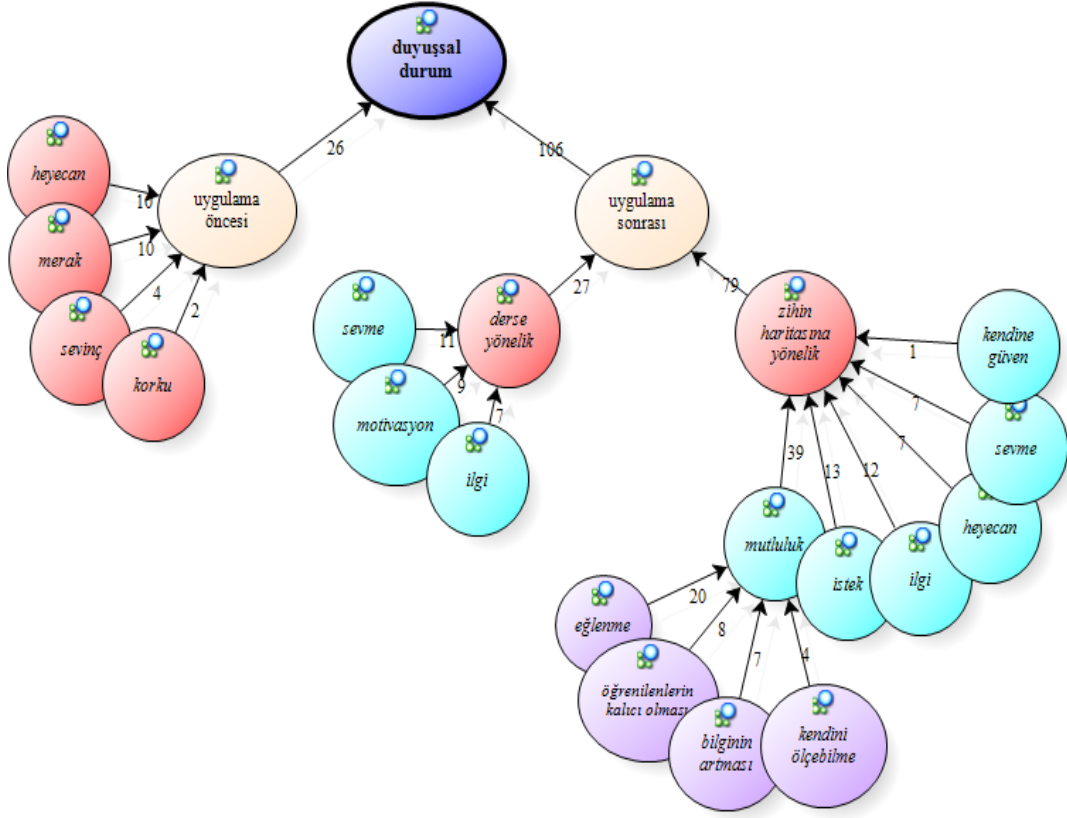 duyuşsal
durum
26
106
heyecan
10
merak
10
sevinç
4
korku
2
uygulama
öncesi
uygulama
sonrası
27
79
sevme
11
motivasyon
9
ilgi
7
derse
yönelik
zihin
haritasına
yönelik
kendine
güven
1
sevme
7
heyecan
7
ilgi
12
istek
13
mutluluk
39
eğlenme
20
öğrenilenlerin
kalıcı olması
8
bilginin
artması
7
kendini
ölçebilme
4